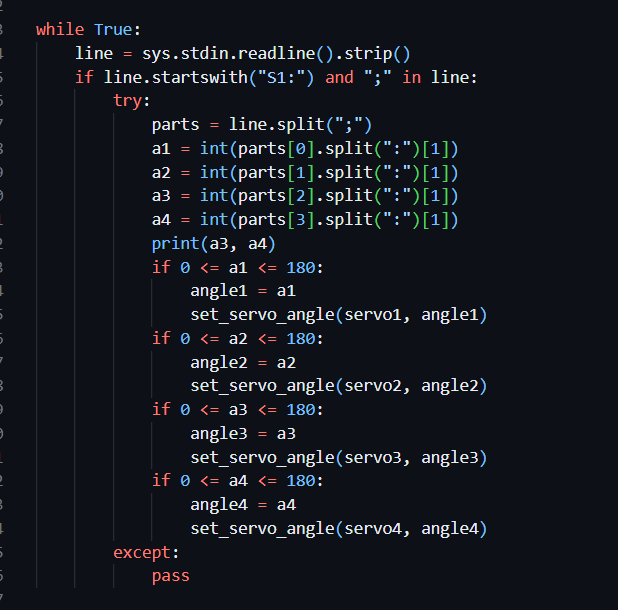 while True:
    line = sys.stdin.readline().strip()
    if line.startswith("S1:") and ";" in line:
        try:
            parts = line.split(";")
            a1 = int(parts[0].split(":")[1])
            a2 = int(parts[1].split(":")[1])
            a3 = int(parts[2].split(":")[1])
            a4 = int(parts[3].split(":")[1])
            print(a3, a4)
            if 0 <= a1 <= 180:
                angle1 = a1
                set_servo_angle(servo1, angle1)
            if 0 <= a2 <= 180:
                angle2 = a2
                set_servo_angle(servo2, angle2)
            if 0 <= a3 <= 180:
                angle3 = a3
                set_servo_angle(servo3, angle3)
            if 0 <= a4 <= 180:
                angle4 = a4
                set_servo_angle(servo4, angle4)
        except:
            pass